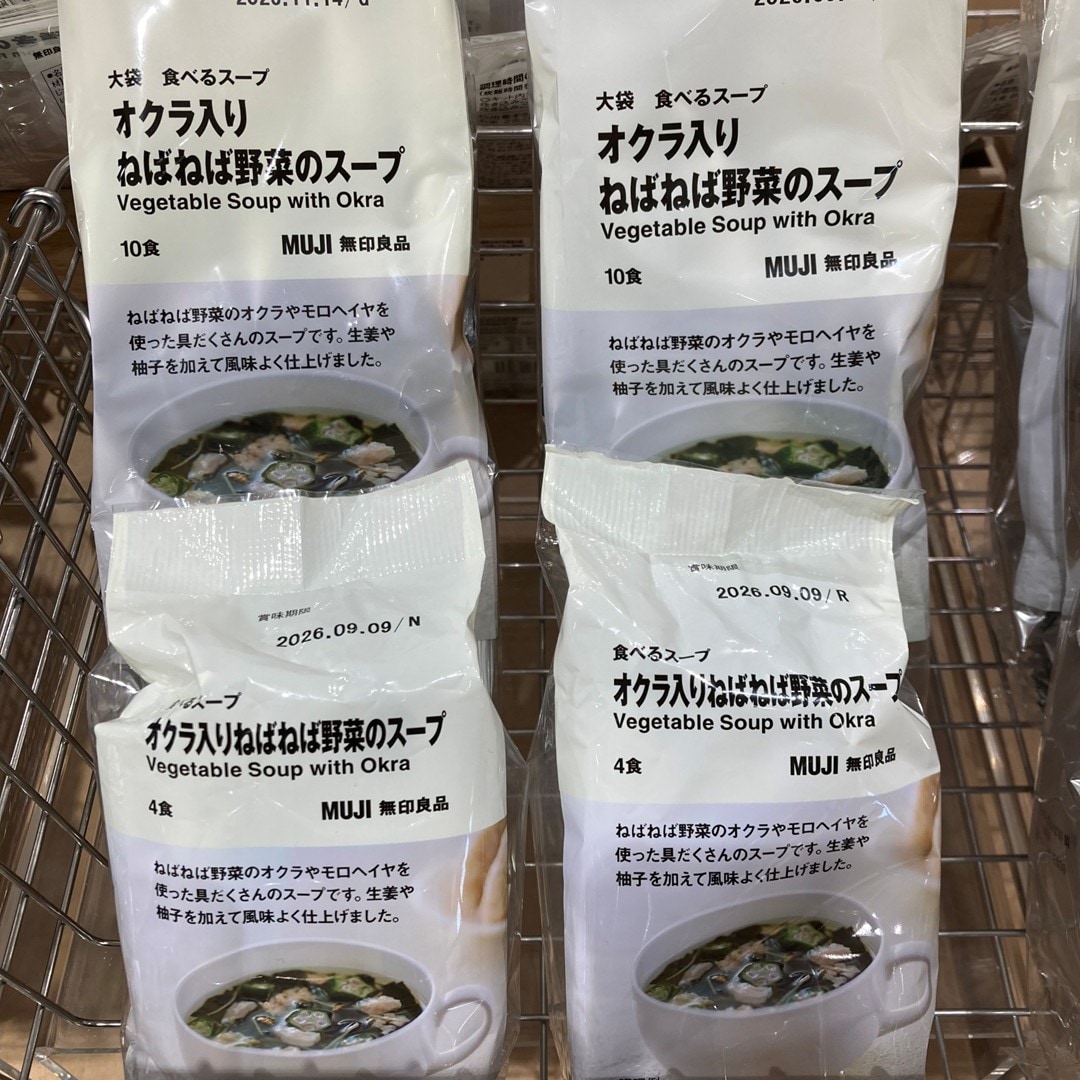 2026.11.14/G
大袋 食べるスープ
オクラ入り
ねばねば野菜のスープ
Vegetable Soup with Okra
10食
MUJI 無印良品
ねばねば野菜のオクラやモロヘイヤを
使った具だくさんのスープです。生姜や
柚子を加えて風味よく仕上げました。
大袋 食べるスープ
オクラ入り
ねばねば野菜のスープ
Vegetable Soup with Okra
10食
MUJI 無印良品
ねばねば野菜のオクラやモロヘイヤを
使った具だくさんのスープです。生姜や
柚子を加えて風味よく仕上げました。
賞味期限
2026.09.09/N
べるスープ
オクラ入りねばねば野菜のスープ
Vegetable Soup with Okra
4食
MUJI 無印良品
ねばねば野菜のオクラやモロヘイヤを
使った具だくさんのスープです。生姜や
柚子を加えて風味よく仕上げました。
賞味期限
2026.09.09/R
食べるスープ
オクラ入りねばねば野菜のスープ
Vegetable Soup with Okra
4食
MUJI 無印良品
ねばねば野菜のオクラやモロヘイヤを
使った具だくさんのスープです。生姜や
柚子を加えて風味よく仕上げました。
無印良品